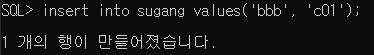 SQL> insert into sugang values('bbb', 'c01');
1 개의 행이 만들어졌습니다.